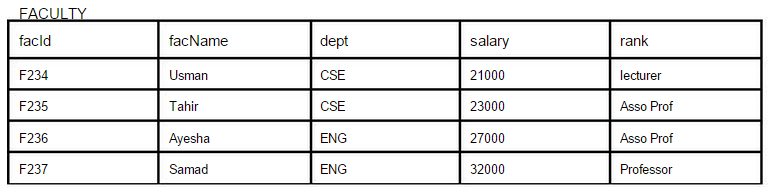 FACULTY
facId facName dept salary rank
F234 Usman CSE 21000 lecturer
F235 Tahir CSE 23000 Asso Prof
F236 Ayesha ENG 27000 Asso Prof
F237 Samad ENG 32000 Professor